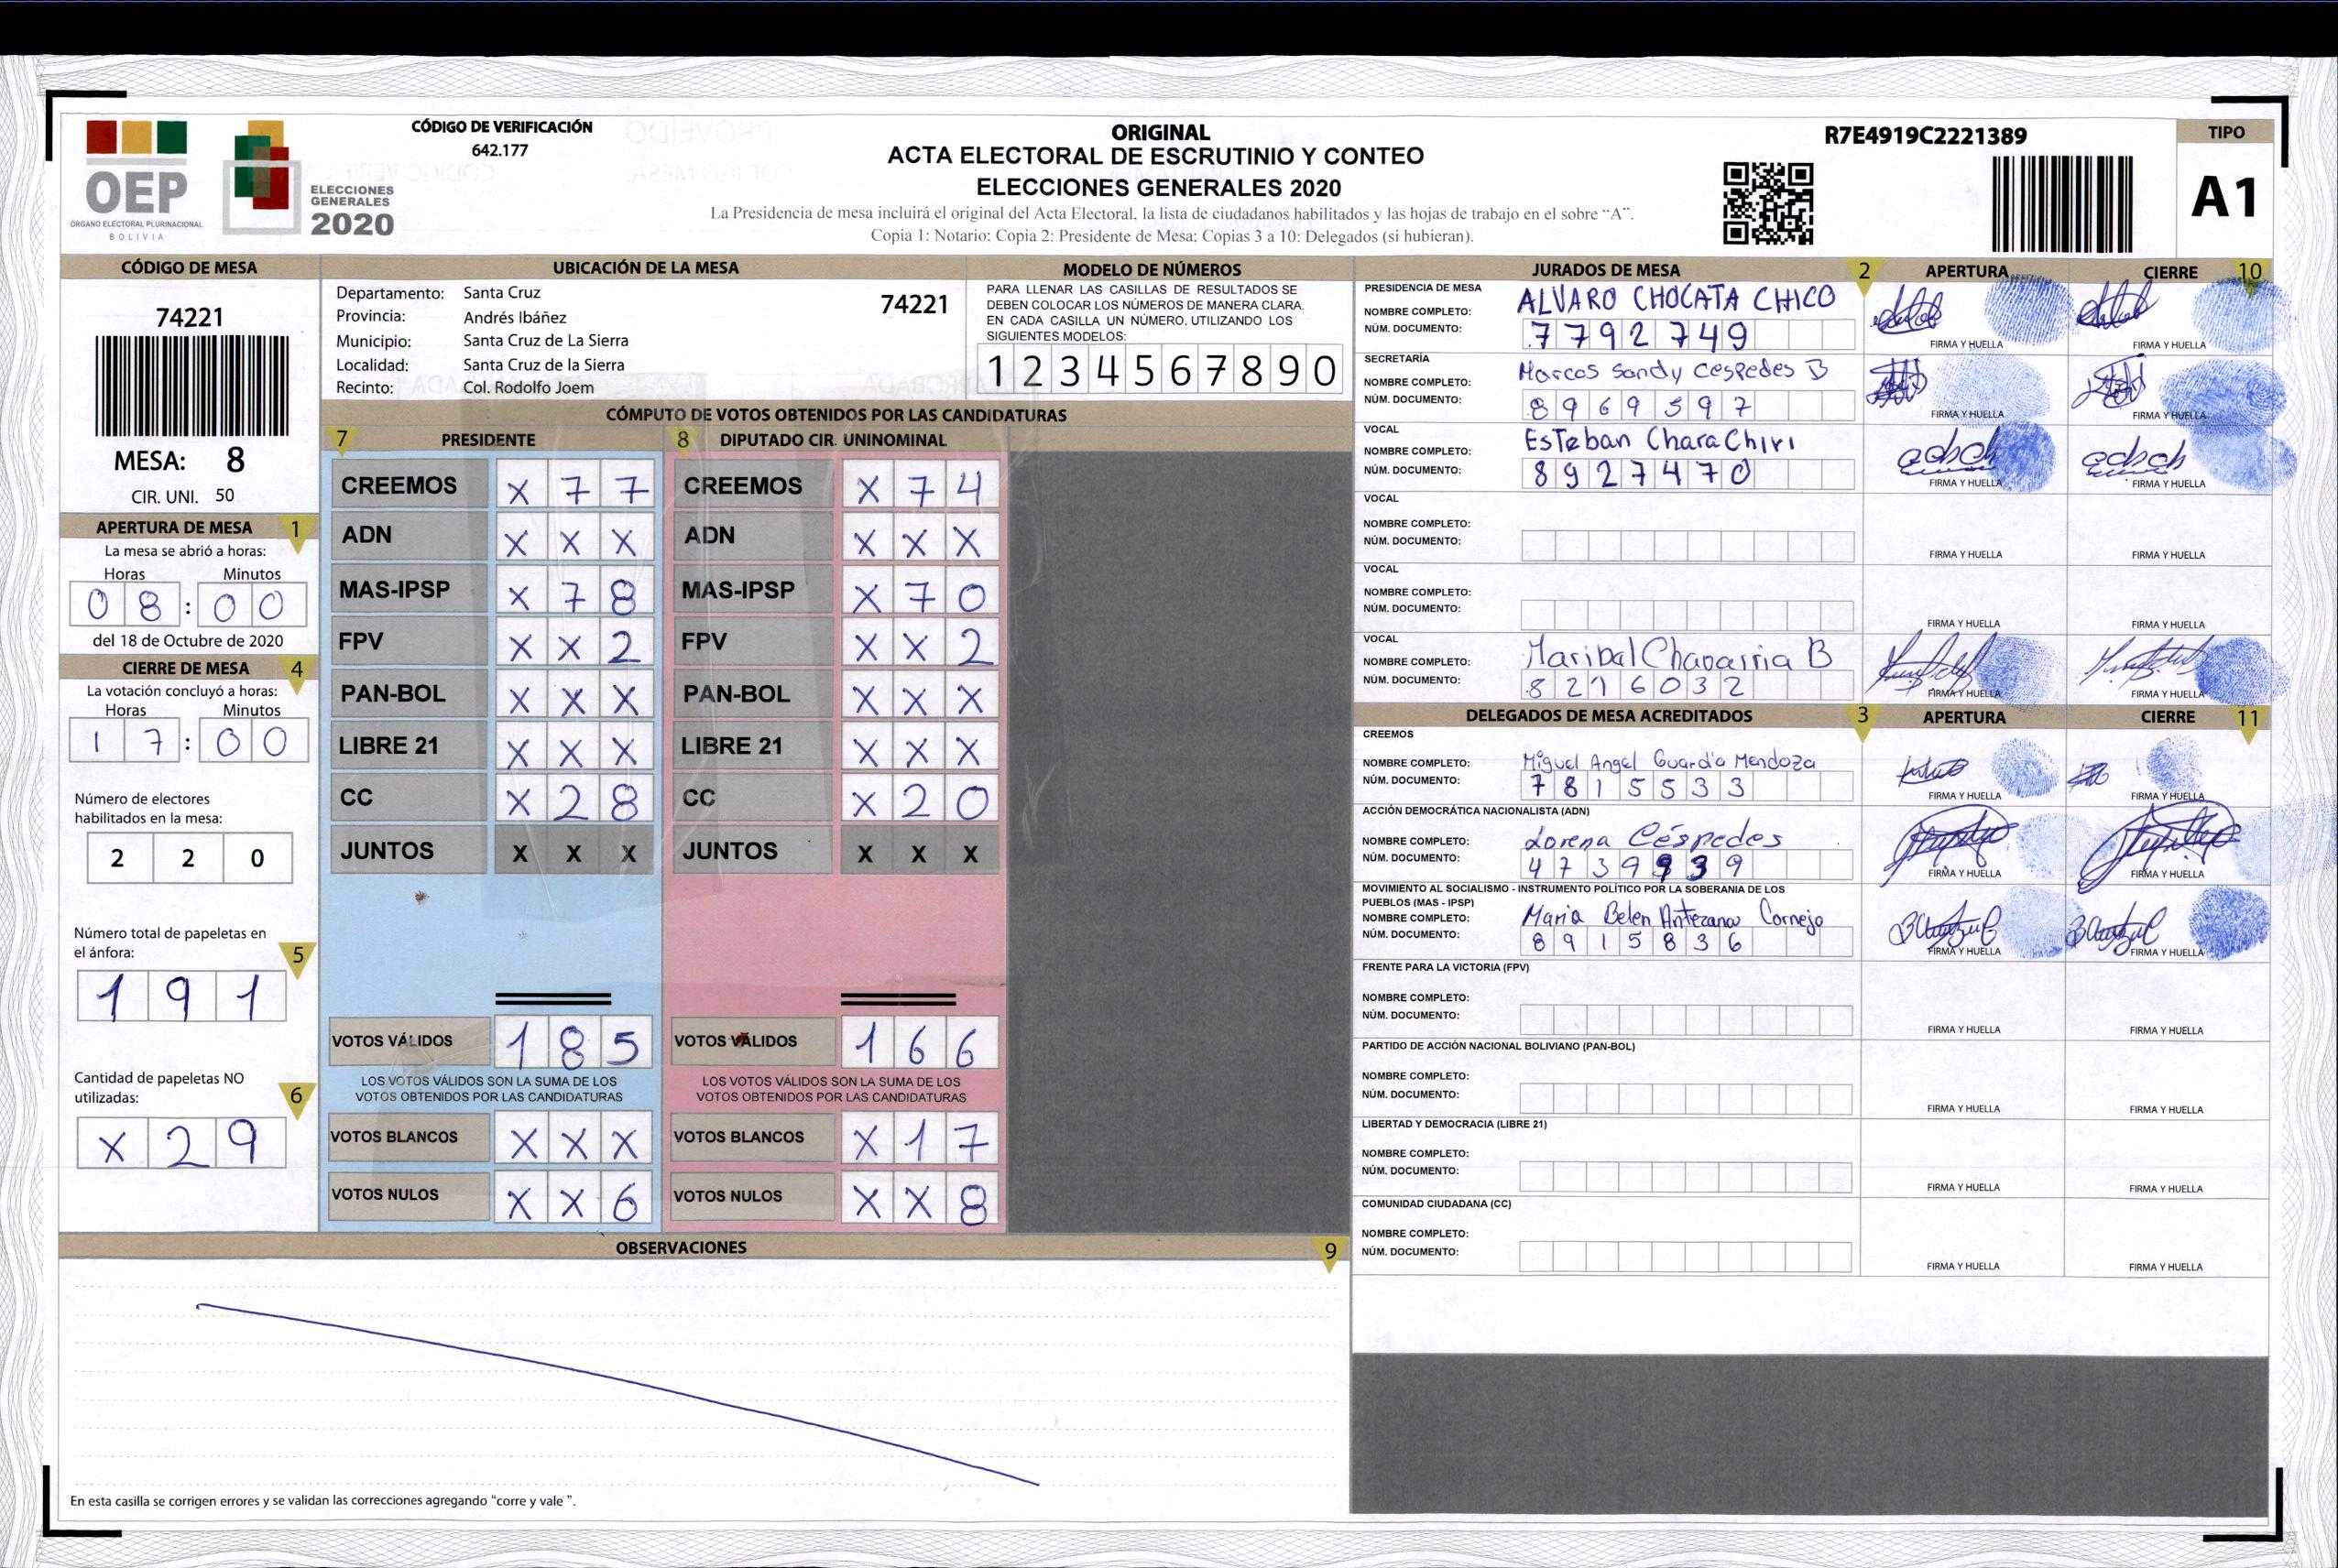 CÓDIGO DE VERIFICACIÓN
642.177
ORIGINAL
ACTA ELECTORAL DE ESCRUTINIO Y CONTEO
ELECCIONES GENERALES 2020
La Presidencia de mesa incluirá el original del Acta Electoral, la lista de ciudadanos habilitados y las hojas de trabajo en el sobre "A".
Copia 1: Notario: Copia 2: Presidente de Mesa: Copias 3 a 10: Delegados (si hubieran).
R7E4919C2221389
TIPO
A1
OEP
ÓRGANO ELECTORAL PLURINACIONAL
BOLIVIA
ELECCIONES
GENERALES
2020
CÓDIGO DE MESA
74221
MESA: 8
CIR. UNI. 50
APERTURA DE MESA 1
La mesa se abrió a horas:
Horas Minutos
08:00
del 18 de Octubre de 2020
CIERRE DE MESA 4
La votación concluyó a horas:
Horas Minutos
17:00
Número de electores
habilitados en la mesa:
2 2 0
Número total de papeletas en
el ánfora: 5
1 9 1
Cantidad de papeletas NO
utilizadas: 6
X 2 9
UBICACIÓN DE LA MESA
Departamento: Santa Cruz 74221
Provincia: Andrés Ibáñez
Municipio: Santa Cruz de La Sierra
Localidad: Santa Cruz de la Sierra
Recinto: Col. Rodolfo Joem
MODELO DE NÚMEROS
PARA LLENAR LAS CASILLAS DE RESULTADOS SE
DEBEN COLOCAR LOS NÚMEROS DE MANERA CLARA.
EN CADA CASILLA UN NÚMERO, UTILIZANDO LOS
SIGUIENTES MODELOS:
1 2 3 4 5 6 7 8 9 0
CÓMPUTO DE VOTOS OBTENIDOS POR LAS CANDIDATURAS
7 PRESIDENTE 8 DIPUTADO CIR. UNINOMINAL
CREEMOS X 7 7 CREEMOS X 7 4
ADN X X X ADN X X X
MAS-IPSP X 7 8 MAS-IPSP X 7 0
FPV X X 2 FPV X X 2
PAN-BOL X X X PAN-BOL X X X
LIBRE 21 X X X LIBRE 21 X X X
CC X 2 8 CC X 2 0
JUNTOS X X X JUNTOS X X X
VOTOS VÁLIDOS 1 8 5 VOTOS VÁLIDOS 1 6 6
LOS VOTOS VÁLIDOS SON LA SUMA DE LOS LOS VOTOS VÁLIDOS SON LA SUMA DE LOS
VOTOS OBTENIDOS POR LAS CANDIDATURAS VOTOS OBTENIDOS POR LAS CANDIDATURAS
VOTOS BLANCOS X X X VOTOS BLANCOS X 1 7
VOTOS NULOS X X 6 VOTOS NULOS X X 8
OBSERVACIONES 9
En esta casilla se corrigen errores y se validan las correcciones agregando "corre y vale ".
JURADOS DE MESA 2 APERTURA CIERRE 10
PRESIDENCIA DE MESA
NOMBRE COMPLETO: ALVARO CHOCATA CHICO
NÚM. DOCUMENTO: 7792749
FIRMA Y HUELLA FIRMA Y HUELLA
SECRETARÍA
NOMBRE COMPLETO: Marcos Sandy Cespedes B
NÚM. DOCUMENTO: 8969597
FIRMA Y HUELLA FIRMA Y HUELLA
VOCAL
NOMBRE COMPLETO: Esteban Chara Chiri
NÚM. DOCUMENTO: 8927470
FIRMA Y HUELLA FIRMA Y HUELLA
VOCAL
NOMBRE COMPLETO:
NÚM. DOCUMENTO:
FIRMA Y HUELLA FIRMA Y HUELLA
VOCAL
NOMBRE COMPLETO:
NÚM. DOCUMENTO:
FIRMA Y HUELLA FIRMA Y HUELLA
VOCAL
NOMBRE COMPLETO: Maribal Chavarria B
NÚM. DOCUMENTO: 8216032
FIRMA Y HUELLA FIRMA Y HUELLA
DELEGADOS DE MESA ACREDITADOS 3 APERTURA CIERRE 11
CREEMOS
NOMBRE COMPLETO: Miguel Angel Guardia Mendoza
NÚM. DOCUMENTO: 7815533
FIRMA Y HUELLA FIRMA Y HUELLA
ACCIÓN DEMOCRÁTICA NACIONALISTA (ADN)
NOMBRE COMPLETO: Lorena Céspedes
NÚM. DOCUMENTO: 4739939
FIRMA Y HUELLA FIRMA Y HUELLA
MOVIMIENTO AL SOCIALISMO - INSTRUMENTO POLÍTICO POR LA SOBERANIA DE LOS
PUEBLOS (MAS - IPSP)
NOMBRE COMPLETO: Maria Belen Antezana Cornejo
NÚM. DOCUMENTO: 8915836
FIRMA Y HUELLA FIRMA Y HUELLA
FRENTE PARA LA VICTORIA (FPV)
NOMBRE COMPLETO:
NÚM. DOCUMENTO:
FIRMA Y HUELLA FIRMA Y HUELLA
PARTIDO DE ACCIÓN NACIONAL BOLIVIANO (PAN-BOL)
NOMBRE COMPLETO:
NÚM. DOCUMENTO:
FIRMA Y HUELLA FIRMA Y HUELLA
LIBERTAD Y DEMOCRACIA (LIBRE 21)
NOMBRE COMPLETO:
NÚM. DOCUMENTO:
FIRMA Y HUELLA FIRMA Y HUELLA
COMUNIDAD CIUDADANA (CC)
NOMBRE COMPLETO:
NÚM. DOCUMENTO:
FIRMA Y HUELLA FIRMA Y HUELLA